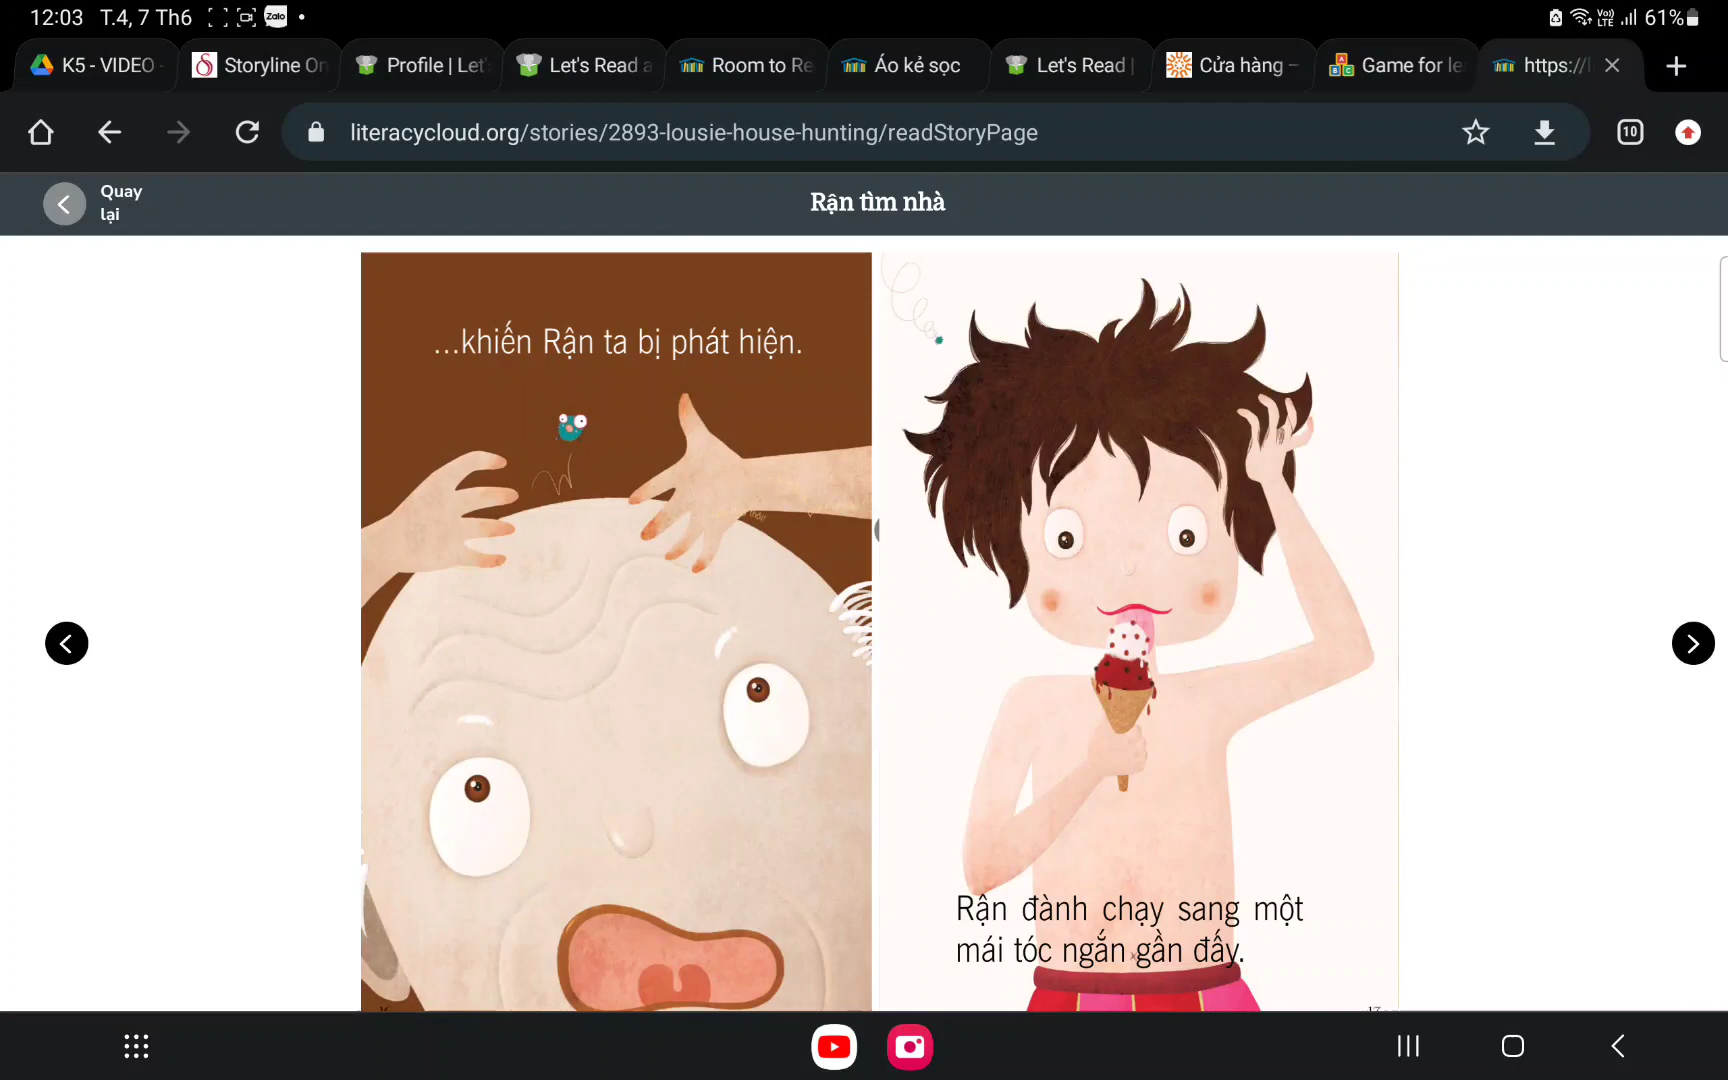 12:03 T.4, 7 Th6 Zalo
Vo)) LTE 61%
K5 - VIDEO -
Storyline On
Profile | Let'
Let's Read a
Room to Re
Áo kẻ sọc
Let's Read |
Cửa hàng –
Game for le
https://l
literacycloud.org/stories/2893-lousie-house-hunting/readStoryPage
10
Quay
lại
Rận tìm nhà
...khiến Rận ta bị phát hiện.
Rận đành chạy sang một
mái tóc ngắn gần đấy.